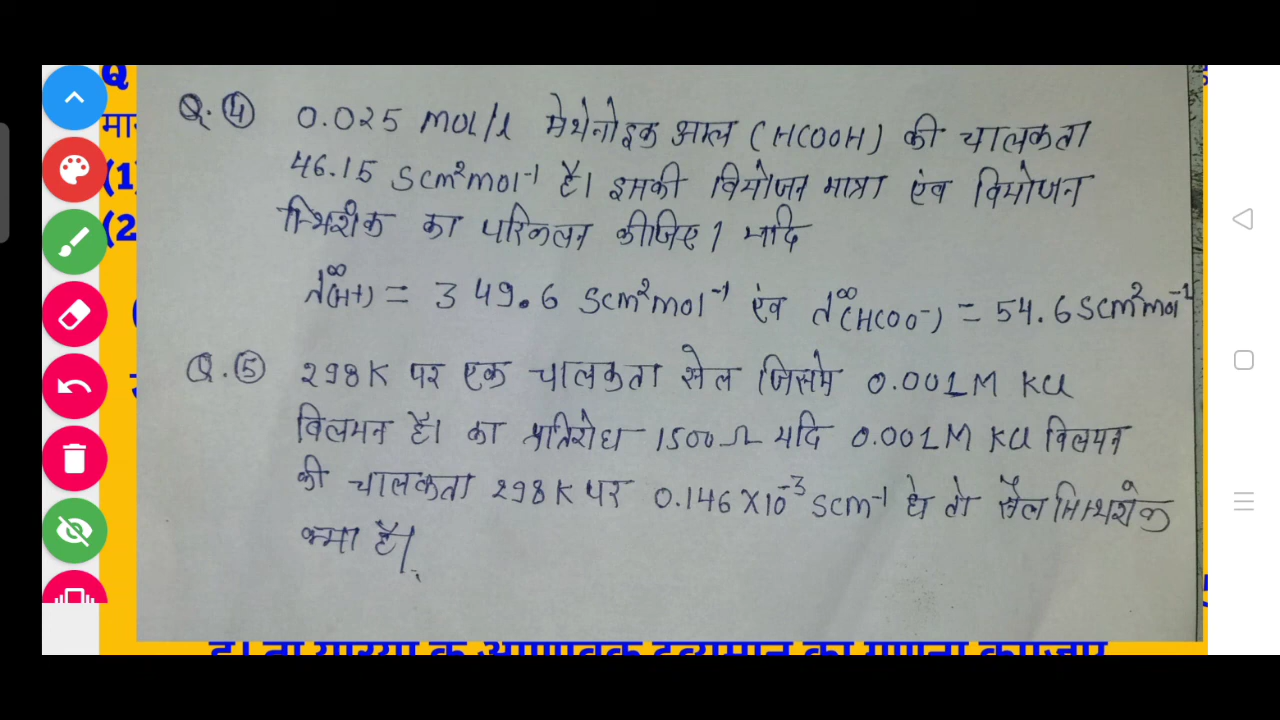 Q
मान
(1)
(2
Q. 4 0.025 mol/l मेथेनोइक अम्ल (HCOOH) की चालकता
46.15 Scm²mol⁻¹ है। इसकी वियोजन मात्रा एंव वियोजन
स्थिरांक का परिकलन कीजिए। यदि
λ∞(H+) = 349.6 Scm²mol⁻¹ एंव λ∞(HCOO⁻) = 54.6 Scm²mol⁻¹
Q. 5 298K पर एक चालकता सेल जिसमे 0.001M KCl
विलयन है। का प्रतिरोध 1500Ω यदि 0.001M KCl विलयन
की चालकता 298K पर 0.146×10⁻³ Scm⁻¹ हो तो सैल स्थिरांक
क्या है।